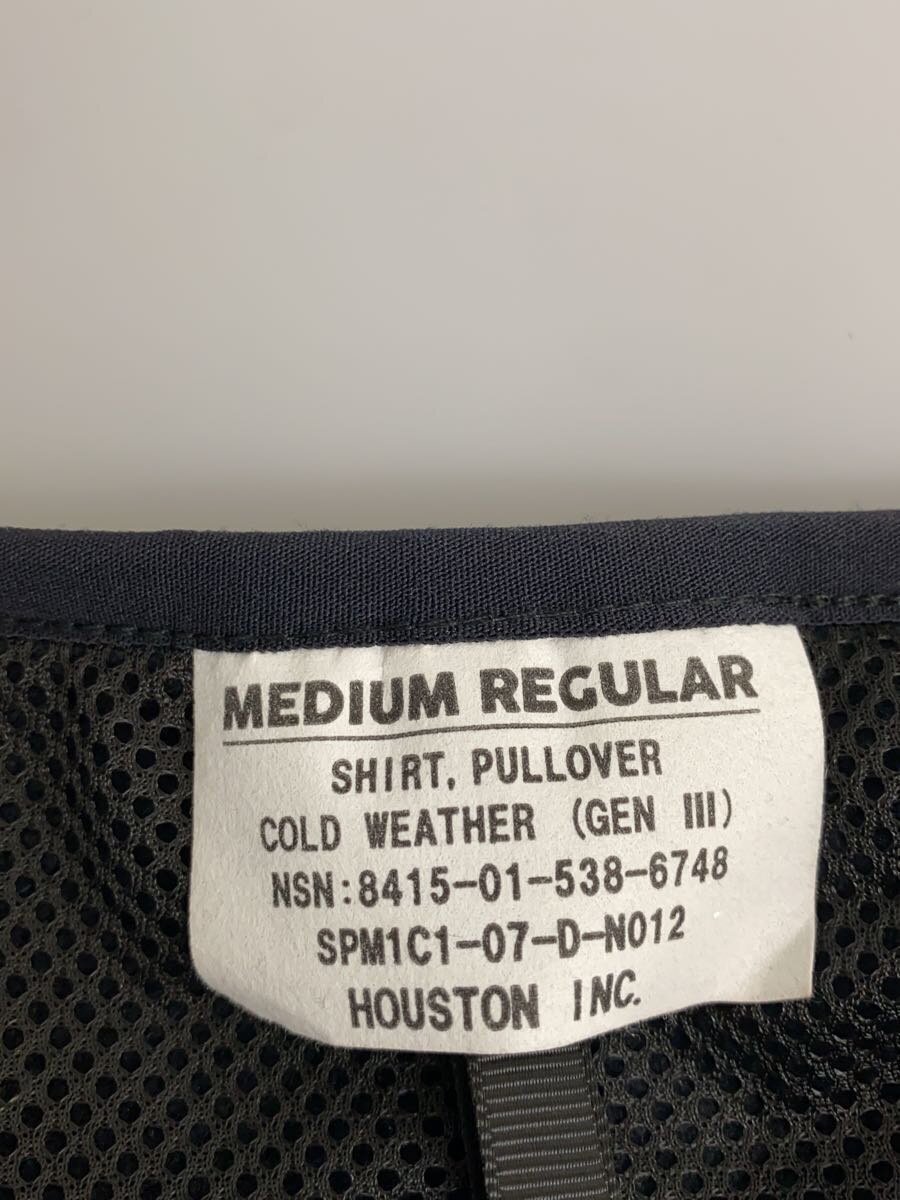 MEDIUM REGULAR
SHIRT, PULLOVER
COLD WEATHER (GEN III)
NSN:8415-01-538-6748
SPM1C1-07-D-N012
HOUSTON INC.